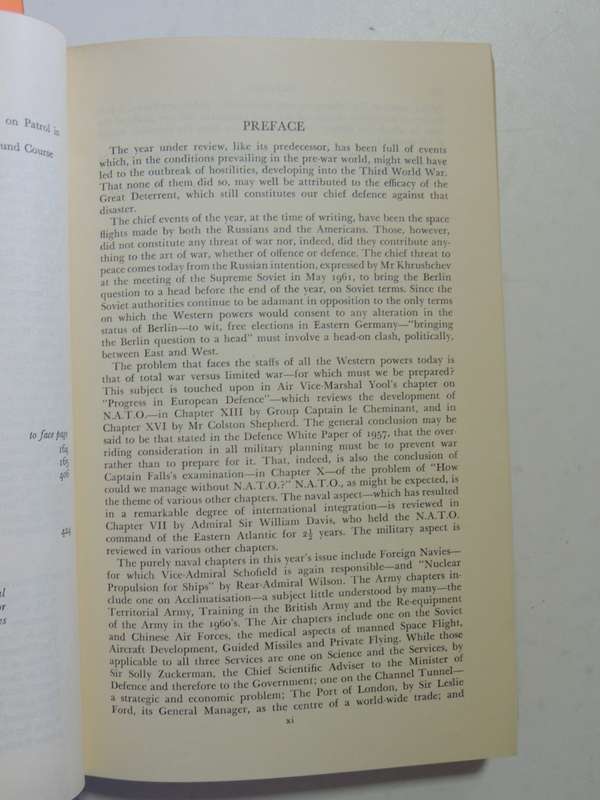 on Patrol in
und Course
to face page
164
165
406
424
PREFACE
The year under review, like its predecessor, has been full of events
which, in the conditions prevailing in the pre-war world, might well have
led to the outbreak of hostilities, developing into the Third World War.
That none of them did so, may well be attributed to the efficacy of the
Great Deterrent, which still constitutes our chief defence against that
disaster.
The chief events of the year, at the time of writing, have been the space
flights made by both the Russians and the Americans. Those, however,
did not constitute any threat of war nor, indeed, did they contribute any-
thing to the art of war, whether of offence or defence. The chief threat to
peace comes today from the Russian intention, expressed by Mr Khrushchev
at the meeting of the Supreme Soviet in May 1961, to bring the Berlin
question to a head before the end of the year, on Soviet terms. Since the
Soviet authorities continue to be adamant in opposition to the only terms
on which the Western powers would consent to any alteration in the
status of Berlin—to wit, free elections in Eastern Germany—"bringing
the Berlin question to a head" must involve a head-on clash, politically,
between East and West.
The problem that faces the staffs of all the Western powers today is
that of total war versus limited war—for which must we be prepared?
This subject is touched upon in Air Vice-Marshal Yool's chapter on
"Progress in European Defence"—which reviews the development of
N.A.T.O.—in Chapter XIII by Group Captain le Cheminant, and in
Chapter XVI by Mr Colston Shepherd. The general conclusion may be
said to be that stated in the Defence White Paper of 1957, that the over-
riding consideration in all military planning must be to prevent war
rather than to prepare for it. That, indeed, is also the conclusion of
Captain Falls's examination—in Chapter X—of the problem of "How
could we manage without N.A.T.O.?" N.A.T.O., as might be expected, is
the theme of various other chapters. The naval aspect—which has resulted
in a remarkable degree of international integration—is reviewed in
Chapter VII by Admiral Sir William Davis, who held the N.A.T.O.
command of the Eastern Atlantic for 2½ years. The military aspect is
reviewed in various other chapters.
The purely naval chapters in this year's issue include Foreign Navies—
for which Vice-Admiral Schofield is again responsible—and "Nuclear
Propulsion for Ships" by Rear-Admiral Wilson. The Army chapters in-
clude one on Acclimatisation—a subject little understood by many—the
Territorial Army, Training in the British Army and the Re-equipment
of the Army in the 1960's. The Air chapters include one on the Soviet
and Chinese Air Forces, the medical aspects of manned Space Flight,
Aircraft Development, Guided Missiles and Private Flying. While those
applicable to all three Services are one on Science and the Services, by
Sir Solly Zuckerman, the Chief Scientific Adviser to the Minister of
Defence and therefore to the Government; one on the Channel Tunnel—
a strategic and economic problem; The Port of London, by Sir Leslie
Ford, its General Manager, as the centre of a world-wide trade; and
xi